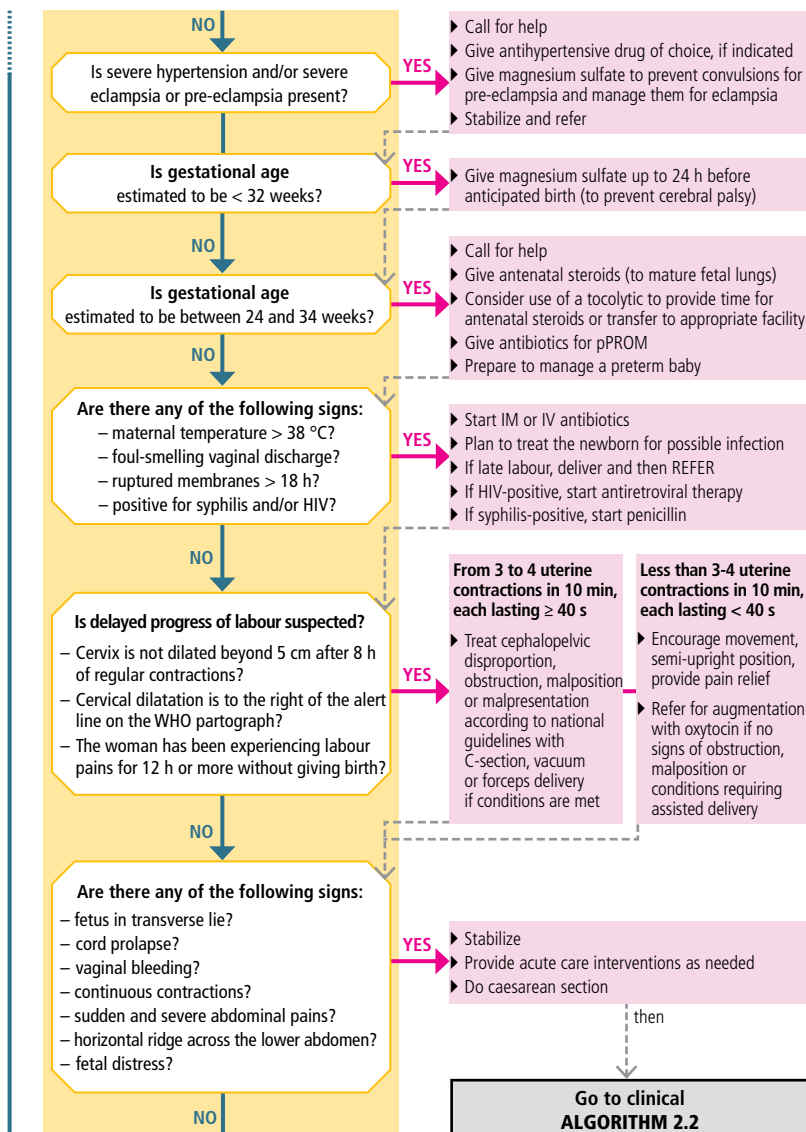 NO
Is severe hypertension and/or severe
eclampsia or pre-eclampsia present?
YES
▶ Call for help
▶ Give antihypertensive drug of choice, if indicated
▶ Give magnesium sulfate to prevent convulsions for
pre-eclampsia and manage them for eclampsia
▶ Stabilize and refer
Is gestational age
estimated to be < 32 weeks?
YES
▶ Give magnesium sulfate up to 24 h before
anticipated birth (to prevent cerebral palsy)
NO
Is gestational age
estimated to be between 24 and 34 weeks?
YES
▶ Call for help
▶ Give antenatal steroids (to mature fetal lungs)
▶ Consider use of a tocolytic to provide time for
antenatal steroids or transfer to appropriate facility
▶ Give antibiotics for pPROM
▶ Prepare to manage a preterm baby
NO
Are there any of the following signs:
– maternal temperature > 38 °C?
– foul-smelling vaginal discharge?
– ruptured membranes > 18 h?
– positive for syphilis and/or HIV?
YES
▶ Start IM or IV antibiotics
▶ Plan to treat the newborn for possible infection
▶ If late labour, deliver and then REFER
▶ If HIV-positive, start antiretroviral therapy
▶ If syphilis-positive, start penicillin
NO
Is delayed progress of labour suspected?
– Cervix is not dilated beyond 5 cm after 8 h
of regular contractions?
– Cervical dilatation is to the right of the alert
line on the WHO partograph?
– The woman has been experiencing labour
pains for 12 h or more without giving birth?
YES
From 3 to 4 uterine
contractions in 10 min,
each lasting ≥ 40 s
▶ Treat cephalopelvic
disproportion,
obstruction, malposition
or malpresentation
according to national
guidelines with
C-section, vacuum
or forceps delivery
if conditions are met
Less than 3-4 uterine
contractions in 10 min,
each lasting < 40 s
▶ Encourage movement,
semi-upright position,
provide pain relief
▶ Refer for augmentation
with oxytocin if no
signs of obstruction,
malposition or
conditions requiring
assisted delivery
NO
Are there any of the following signs:
– fetus in transverse lie?
– cord prolapse?
– vaginal bleeding?
– continuous contractions?
– sudden and severe abdominal pains?
– horizontal ridge across the lower abdomen?
– fetal distress?
YES
▶ Stabilize
▶ Provide acute care interventions as needed
▶ Do caesarean section
then
Go to clinical
ALGORITHM 2.2
NO